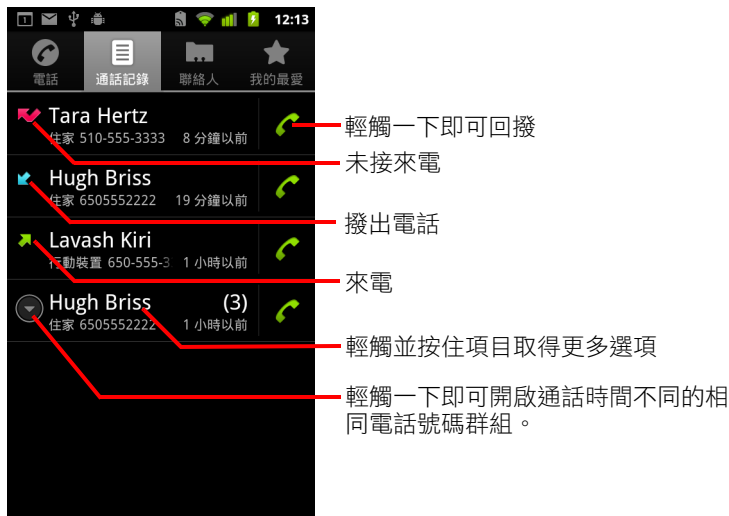 1
12:13
電話
通話記錄
聯絡人
我的最愛
Tara Hertz
住家 510-555-3333 8 分鐘以前
Hugh Briss
住家 6505552222 19 分鐘以前
Lavash Kiri
行動裝置 650-555-3 1 小時以前
Hugh Briss (3)
住家 6505552222 1 小時以前
輕觸一下即可回撥
未接來電
撥出電話
來電
輕觸並按住項目取得更多選項
輕觸一下即可開啟通話時間不同的相
同電話號碼群組。